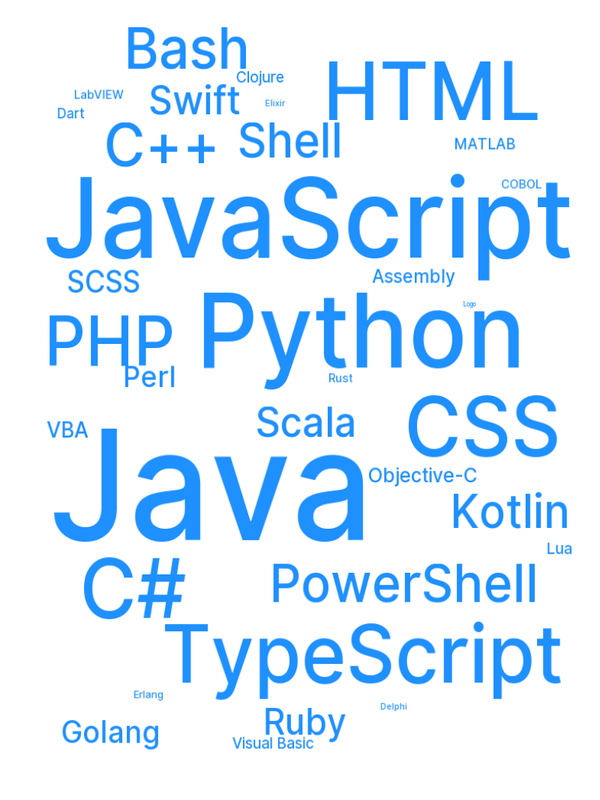 Bash
Clojure
HTML
LabVIEW
Swift
Elixir
Dart
C++
Shell
MATLAB
JavaScript
COBOL
SCSS
Assembly
Python
Logo
PHP
Perl
Rust
CSS
Scala
VBA
Java
Objective-C
Kotlin
Lua
C#
PowerShell
TypeScript
Erlang
Delphi
Golang
Ruby
Visual Basic